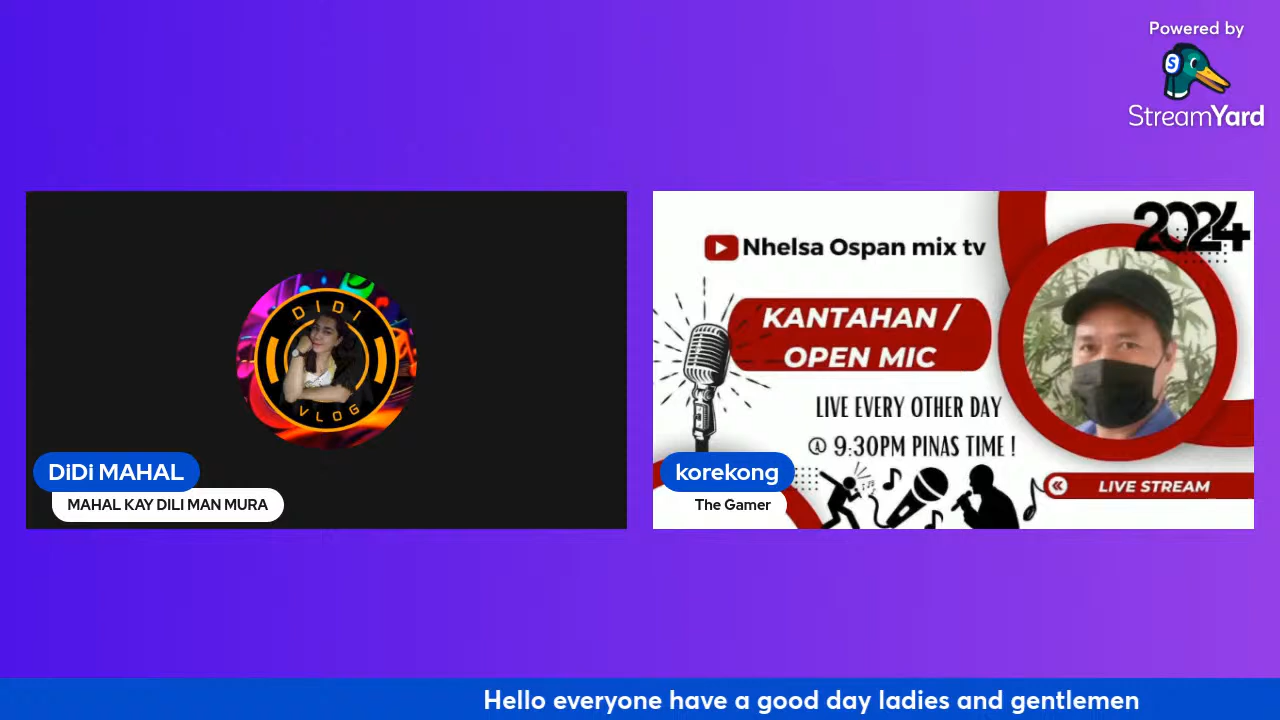 Powered by
S
StreamYard
DIDI
VLOG
DiDi MAHAL
MAHAL KAY DILI MAN MURA
2024
Nhelsa Ospan mix tv
KANTAHAN /
OPEN MIC
LIVE EVERY OTHER DAY
@ 9:30PM PINAS TIME !
korekong
The Gamer
LIVE STREAM
Hello everyone have a good day ladies and gentlemen